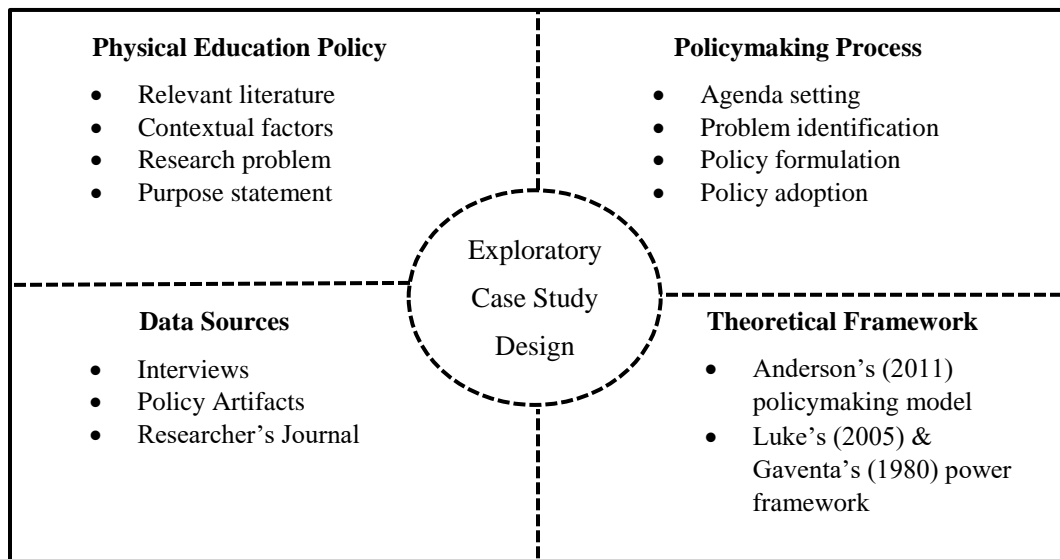 Physical Education Policy
• Relevant literature
• Contextual factors
• Research problem
• Purpose statement
Policymaking Process
• Agenda setting
• Problem identification
• Policy formulation
• Policy adoption
Exploratory
Case Study
Design
Data Sources
• Interviews
• Policy Artifacts
• Researcher’s Journal
Theoretical Framework
• Anderson’s (2011)
policymaking model
• Luke’s (2005) &
Gaventa’s (1980) power
framework